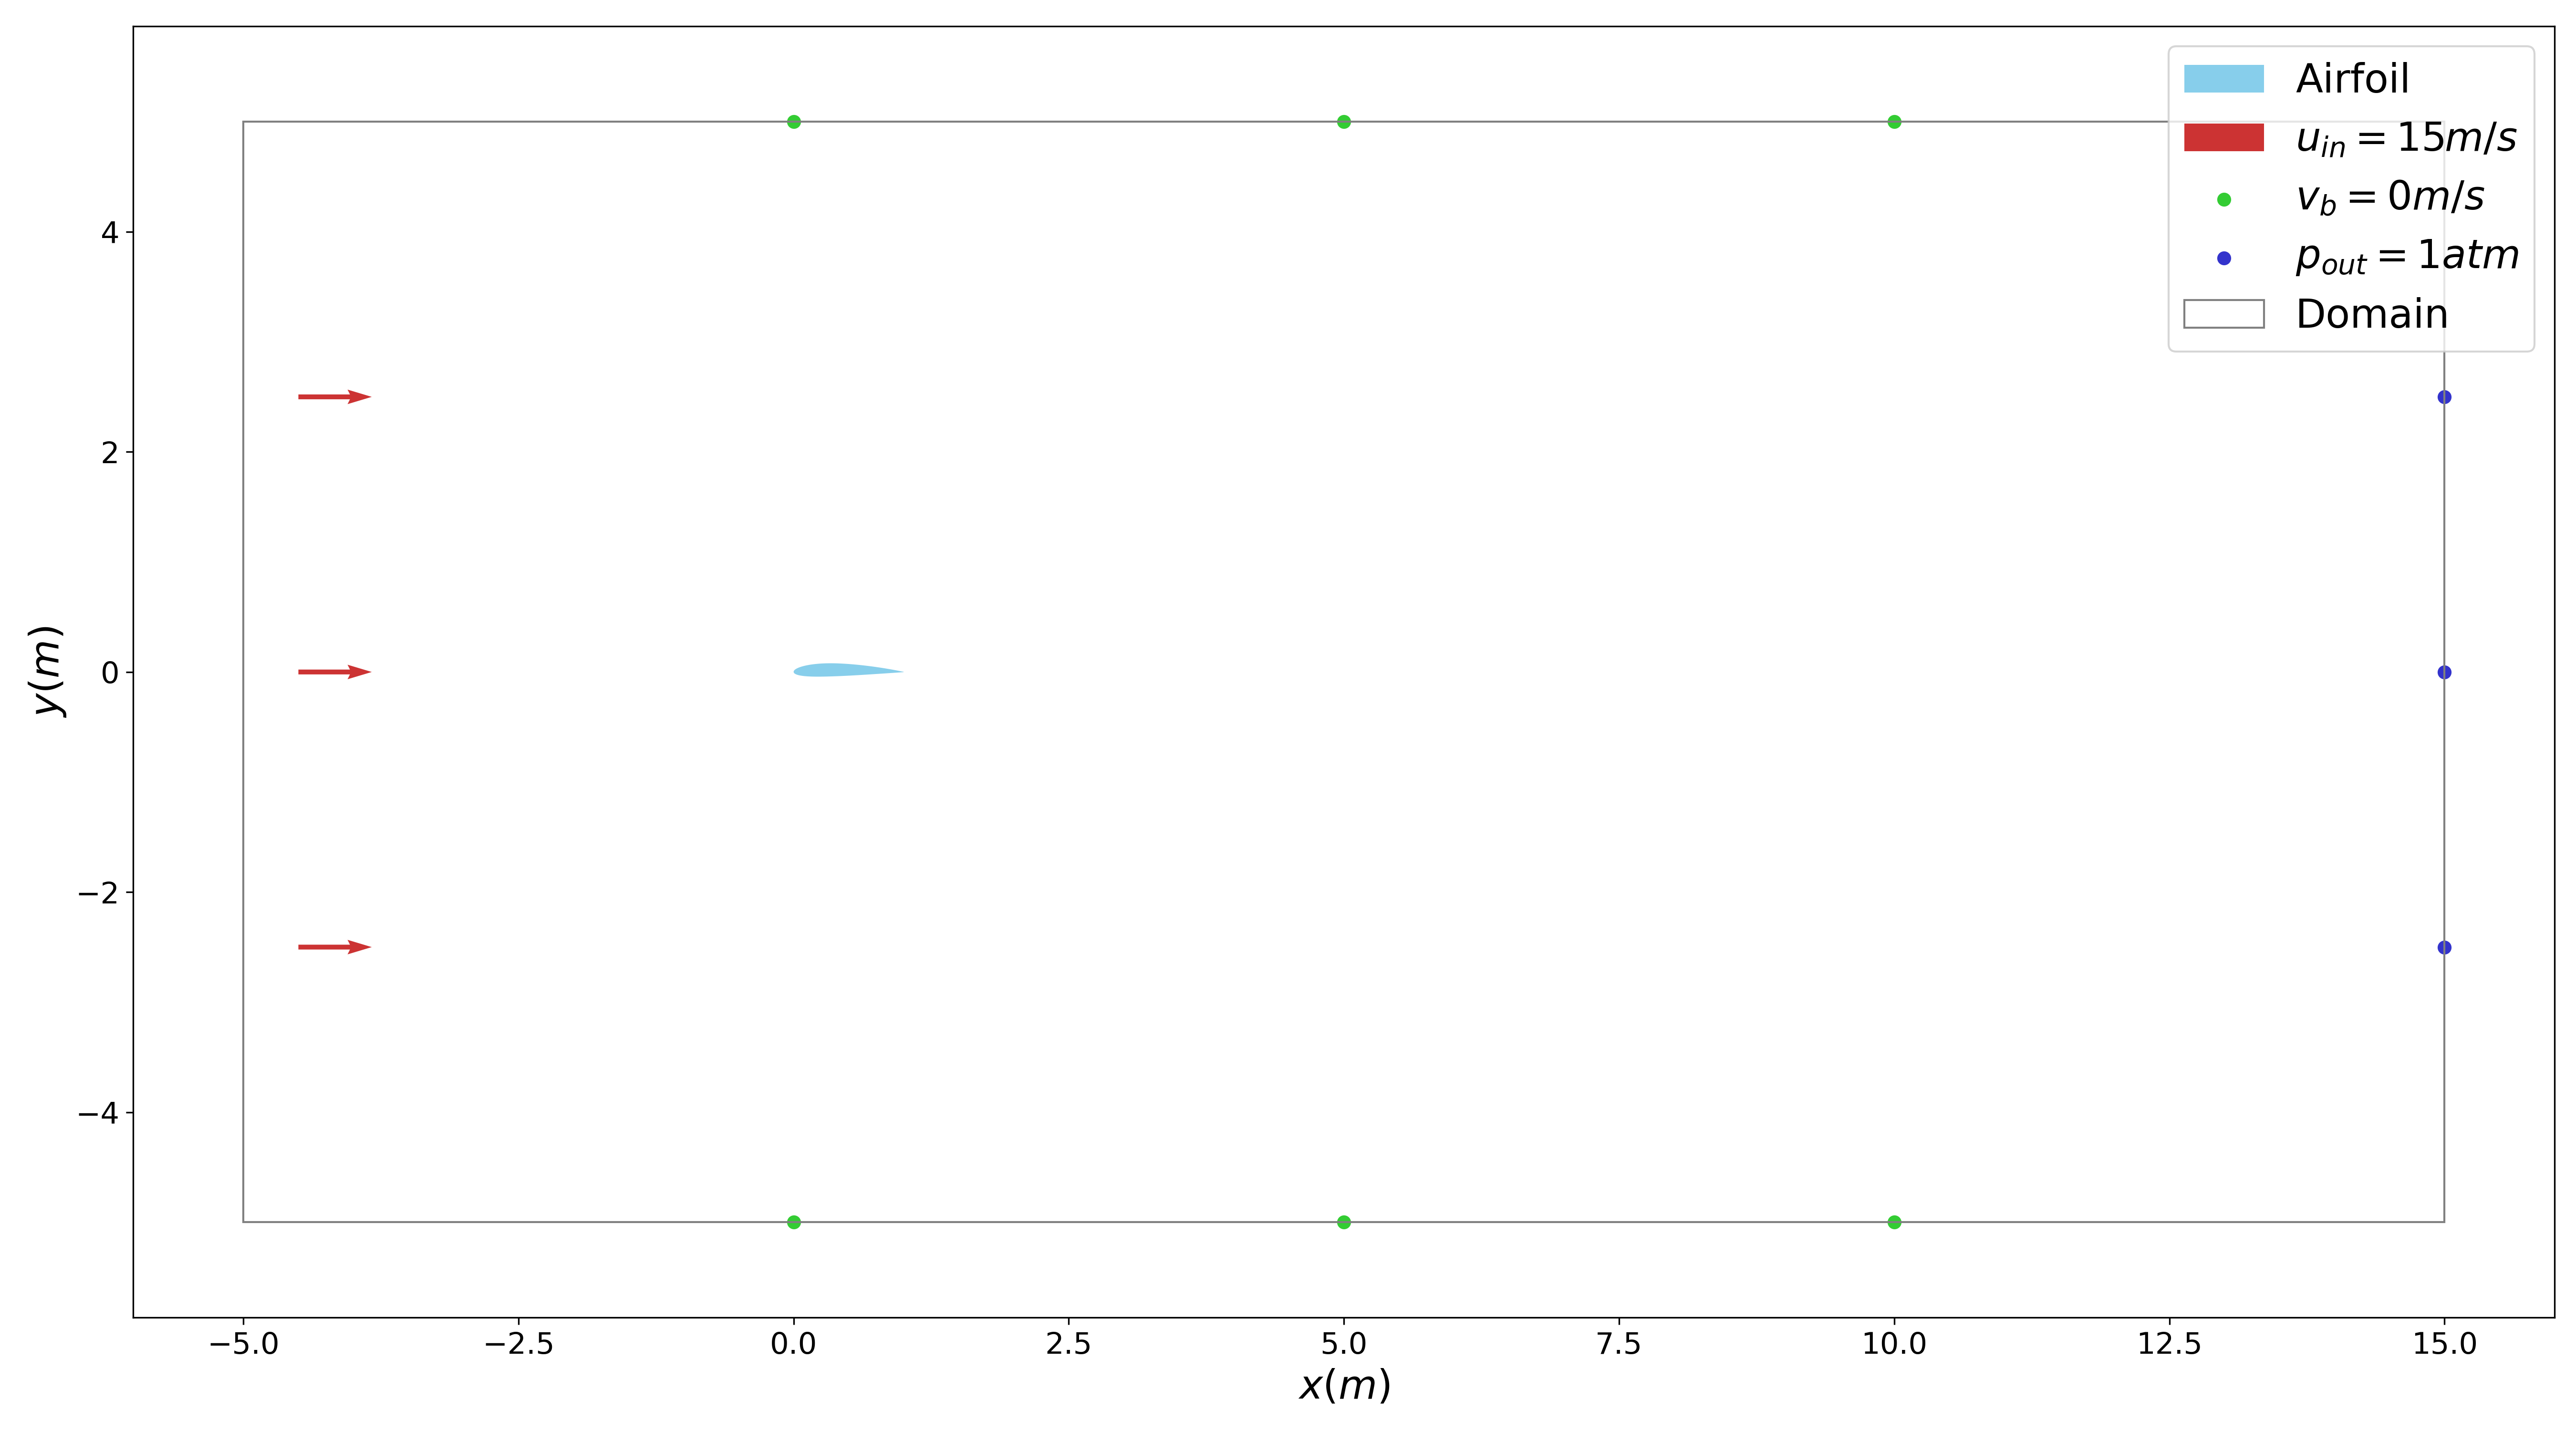 Airfoil
u_in = 15m/s
v_b = 0m/s
p_out = 1atm
Domain
4
2
0
−2
−4
y(m)
−5.0 −2.5 0.0 2.5 5.0 7.5 10.0 12.5 15.0
x(m)